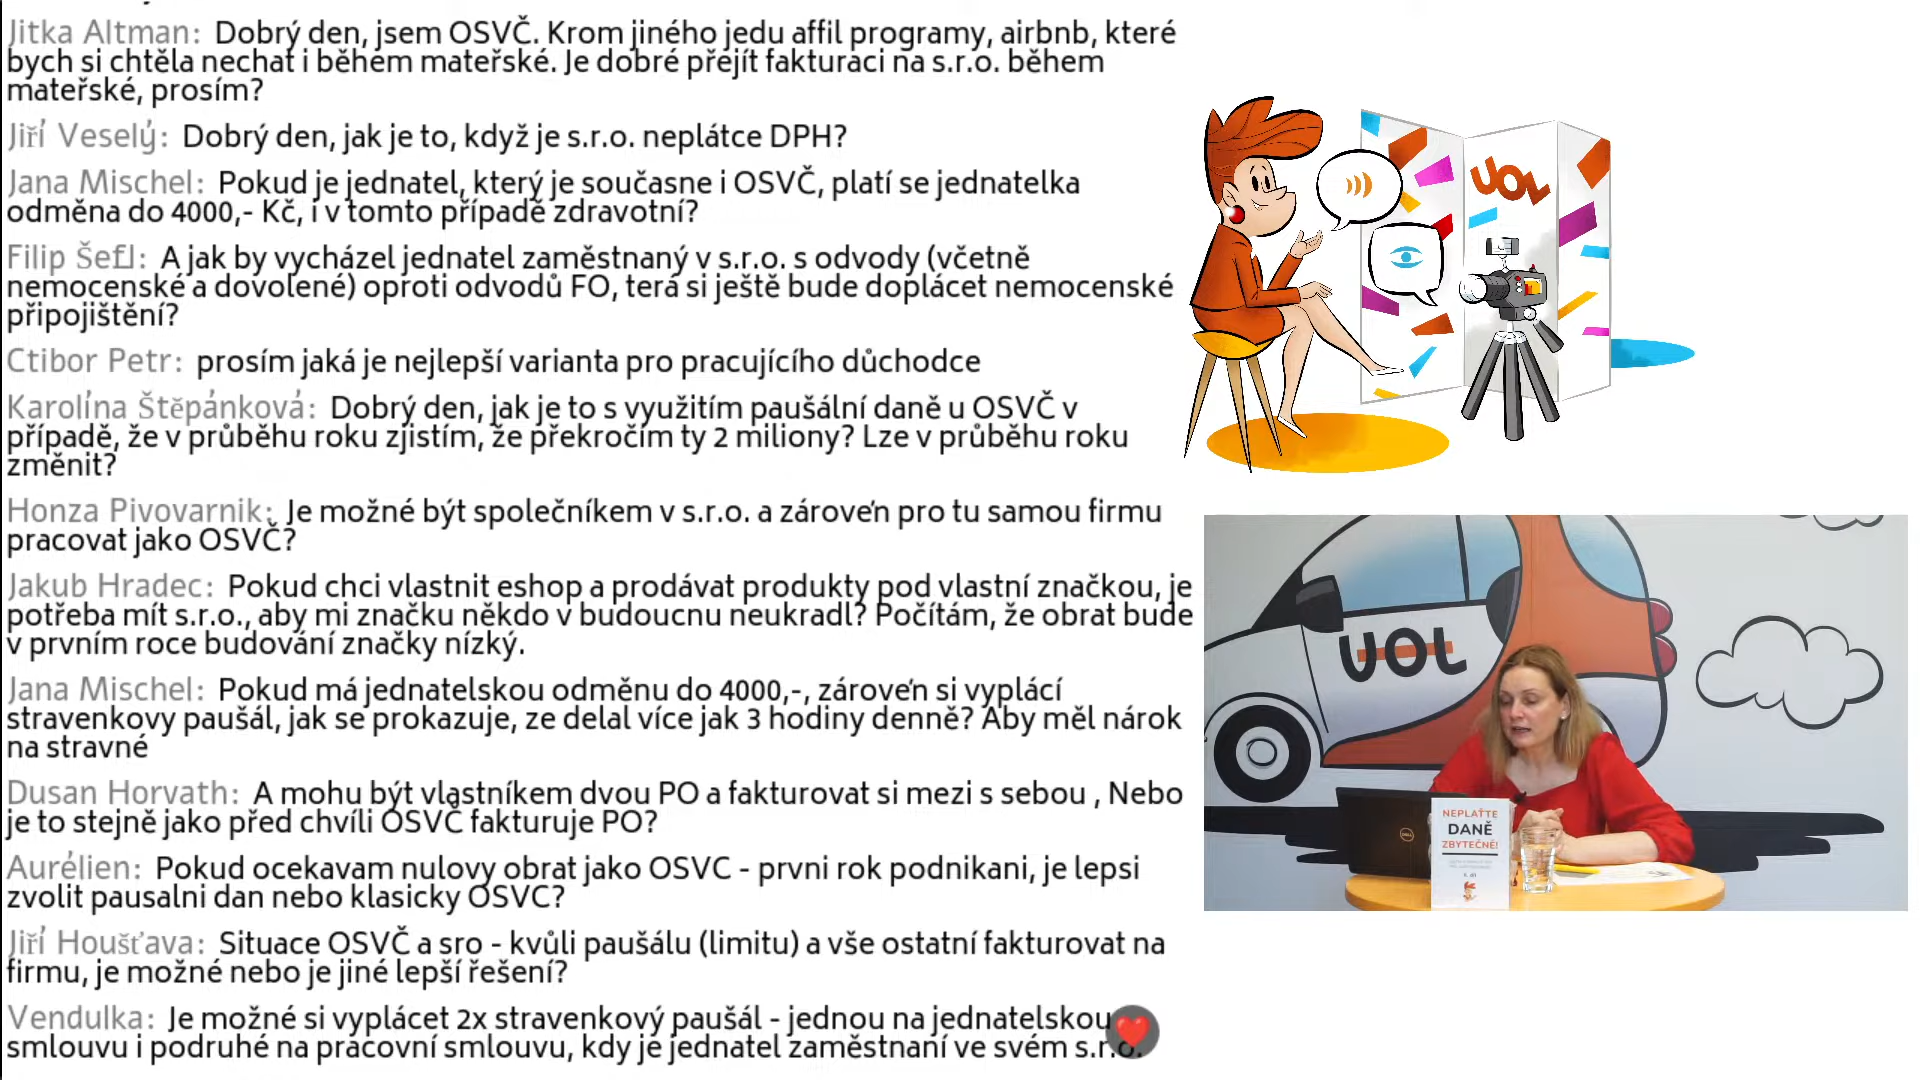 Jitka Altman: Dobrý den, jsem OSVČ. Krom jiného jedu affil programy, airbnb, které
bych si chtěla nechat i během mateřské. Je dobré přejít fakturaci na s.r.o. během
mateřské, prosím?
Jiří Veselý: Dobrý den, jak je to, když je s.r.o. neplátce DPH?
Jana Mischel: Pokud je jednatel, který je současne i OSVČ, platí se jednatelka
odměna do 4000,- Kč, i v tomto případě zdravotní?
Filip Šefl: A jak by vycházel jednatel zaměstnaný v s.r.o. s odvody (včetně
nemocenské a dovolené) oproti odvodů FO, terá si ještě bude doplácet nemocenské
připojištění?
Ctibor Petr: prosím jaká je nejlepší varianta pro pracujícího důchodce
Karolína Štěpánková: Dobrý den, jak je to s využitím paušální daně u OSVČ v
případě, že v průběhu roku zjistím, že překročím ty 2 miliony? Lze v průběhu roku
změnit?
Honza Pivovarnik: Je možné být společníkem v s.r.o. a zároveň pro tu samou firmu
pracovat jako OSVČ?
Jakub Hradec: Pokud chci vlastnit eshop a prodávat produkty pod vlastní značkou, je
potřeba mít s.r.o., aby mi značku někdo v budoucnu neukradl? Počítám, že obrat bude
v prvním roce budování značky nízký.
Jana Mischel: Pokud má jednatelskou odměnu do 4000,-, zároveň si vyplácí
stravenkovy paušál, jak se prokazuje, ze delal více jak 3 hodiny denně? Aby měl nárok
na stravné
Dusan Horvath: A mohu být vlastníkem dvou PO a fakturovat si mezi s sebou , Nebo
je to stejně jako před chvíli OSVČ fakturuje PO?
Aurélien: Pokud ocekavam nulovy obrat jako OSVC - prvni rok podnikani, je lepsi
zvolit pausalni dan nebo klasicky OSVC?
Jiří Houšťava: Situace OSVČ a sro - kvůli paušálu (limitu) a vše ostatní fakturovat na
firmu, je možné nebo je jiné lepší řešení?
Vendulka: Je možné si vyplácet 2x stravenkový paušál - jednou na jednatelskou
smlouvu i podruhé na pracovní smlouvu, kdy je jednatel zaměstnaní ve svém s.r.o.
UOL
UOL
DELL
NEPLAŤTE
DANĚ
ZBYTEČNĚ!